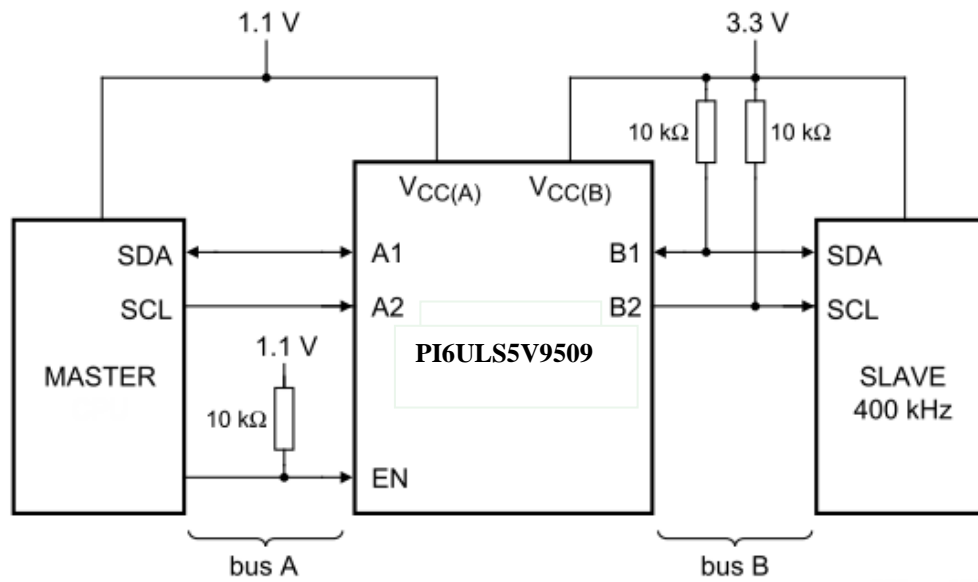 1.1 V
3.3 V
10 kΩ
10 kΩ
VCC(A)
VCC(B)
SDA
A1
B1
SDA
SCL
A2
B2
SCL
1.1 V
PI6ULS5V9509
MASTER
SLAVE
400 kHz
10 kΩ
EN
bus A
bus B